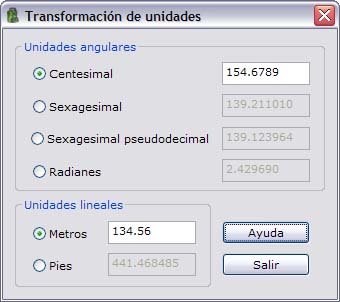 Transformación de unidades
Unidades angulares
Centesimal 154.6789
Sexagesimal 139.211010
Sexagesimal pseudodecimal 139.123964
Radianes 2.429690
Unidades lineales
Metros 134.56 Ayuda
Pies 441.468485 Salir